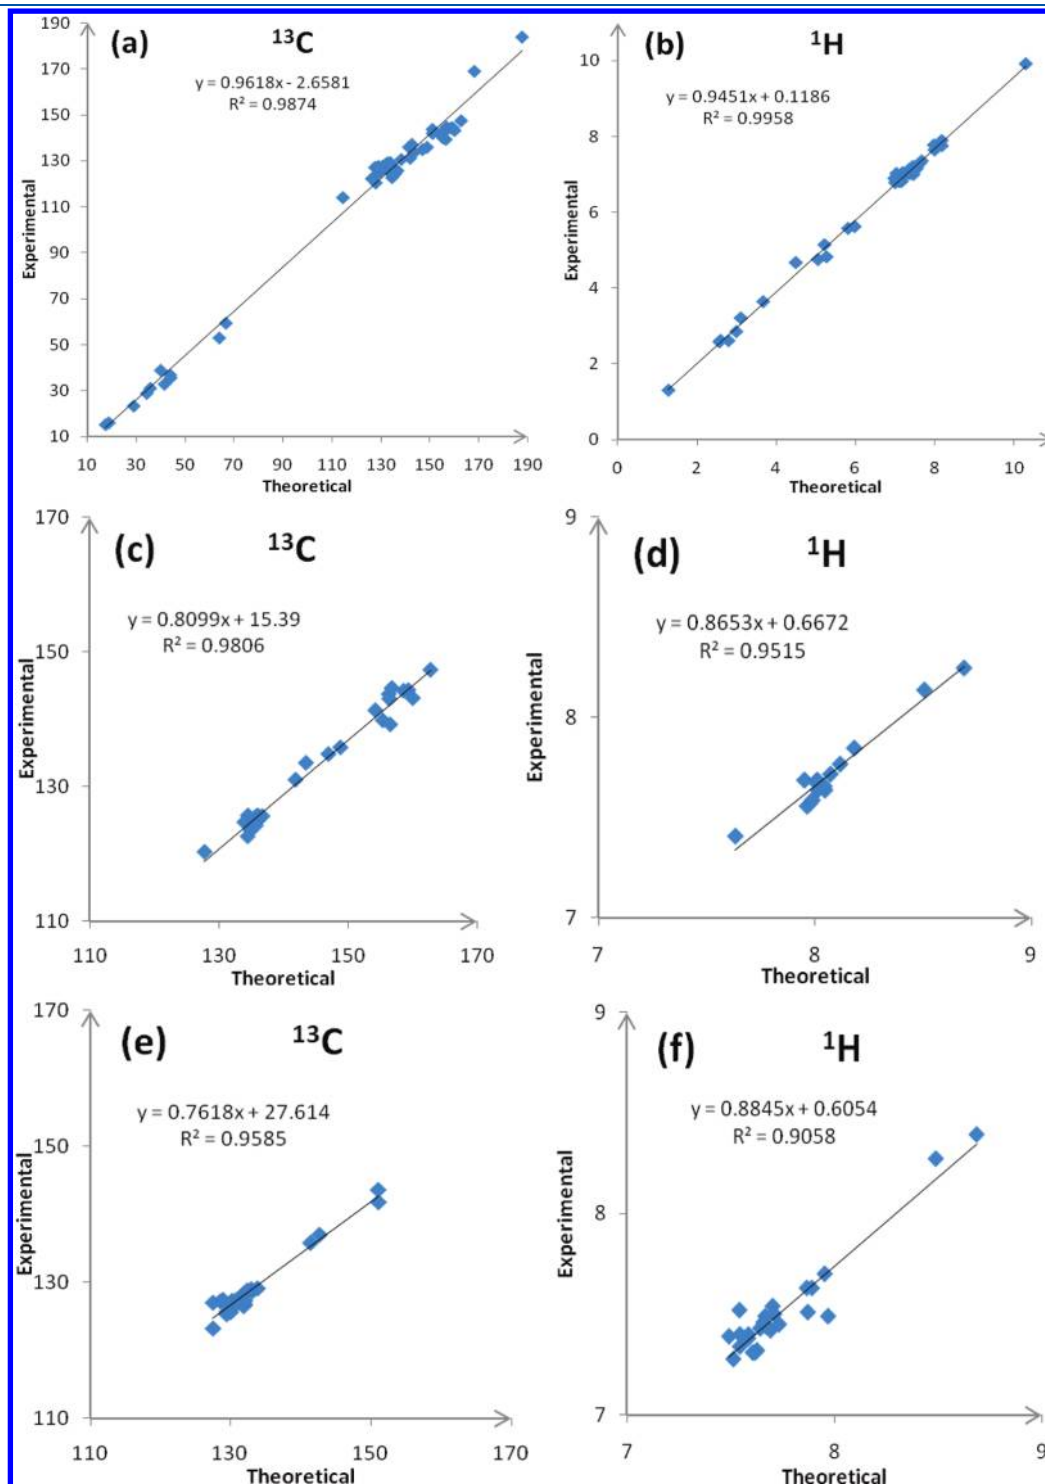 (a) ¹³C
y = 0.9618x - 2.6581
R² = 0.9874
190
170
150
130
110
90
70
50
30
10
Experimental
10 30 50 70 90 110 130 150 170 190
Theoretical
(b) ¹H
y = 0.9451x + 0.1186
R² = 0.9958
10
8
6
4
2
0
Experimental
0 2 4 6 8 10
Theoretical
(c) ¹³C
y = 0.8099x + 15.39
R² = 0.9806
170
150
130
110
Experimental
110 130 150 170
Theoretical
(d) ¹H
y = 0.8653x + 0.6672
R² = 0.9515
9
8
7
Experimental
7 8 9
Theoretical
(e) ¹³C
y = 0.7618x + 27.614
R² = 0.9585
170
150
130
110
Experimental
110 130 150 170
Theoretical
(f) ¹H
y = 0.8845x + 0.6054
R² = 0.9058
9
8
7
Experimental
7 8 9
Theoretical